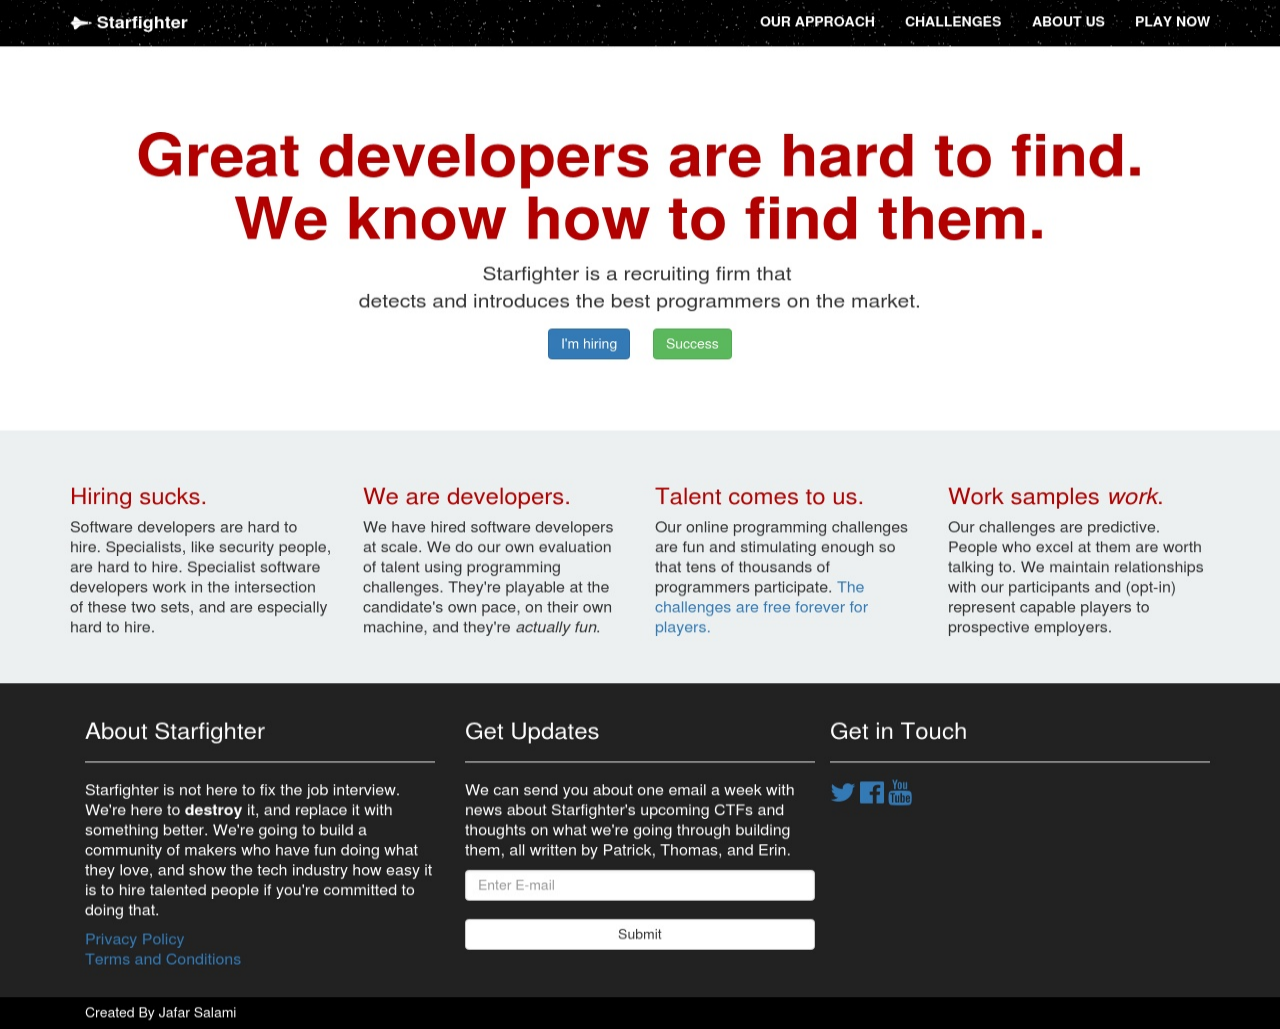 Starfighter
OUR APPROACH
CHALLENGES
ABOUT US
PLAY NOW
Great developers are hard to find.
We know how to find them.
Starfighter is a recruiting firm that
detects and introduces the best programmers on the market.
I'm hiring
Success
Hiring sucks.
Software developers are hard to
hire. Specialists, like security people,
are hard to hire. Specialist software
developers work in the intersection
of these two sets, and are especially
hard to hire.
We are developers.
We have hired software developers
at scale. We do our own evaluation
of talent using programming
challenges. They're playable at the
candidate's own pace, on their own
machine, and they're actually fun.
Talent comes to us.
Our online programming challenges
are fun and stimulating enough so
that tens of thousands of
programmers participate. The
challenges are free forever for
players.
Work samples work.
Our challenges are predictive.
People who excel at them are worth
talking to. We maintain relationships
with our participants and (opt-in)
represent capable players to
prospective employers.
About Starfighter
Starfighter is not here to fix the job interview.
We're here to destroy it, and replace it with
something better. We're going to build a
community of makers who have fun doing what
they love, and show the tech industry how easy it
is to hire talented people if you're committed to
doing that.
Privacy Policy
Terms and Conditions
Get Updates
We can send you about one email a week with
news about Starfighter's upcoming CTFs and
thoughts on what we're going through building
them, all written by Patrick, Thomas, and Erin.
Enter E-mail
Submit
Get in Touch
You
Tube
Created By Jafar Salami